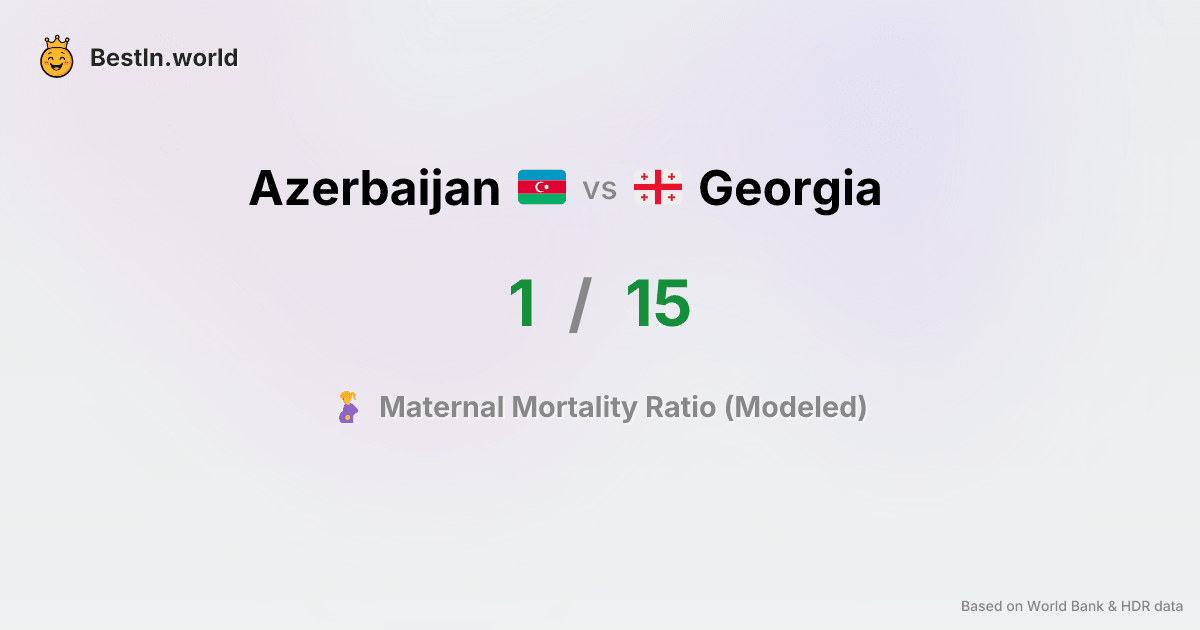 BestIn.world
Azerbaijan vs Georgia
1 / 15
Maternal Mortality Ratio (Modeled)
Based on World Bank & HDR data